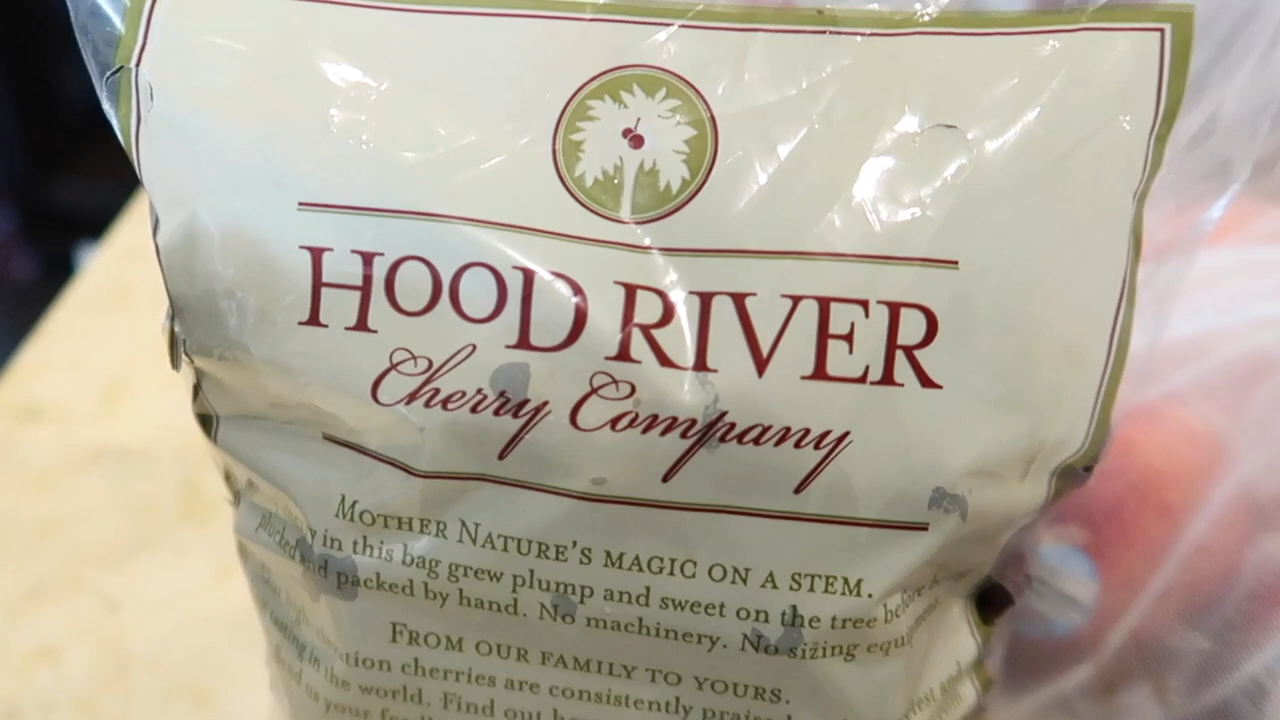 HOOD RIVER
Cherry Company
MOTHER NATURE'S MAGIC ON A STEM.
in this bag grew plump and sweet on the tree before
plucked and packed by hand. No machinery. No sizing
FROM OUR FAMILY TO YOURS.
cherries are consistently
in the world. Find out
us your